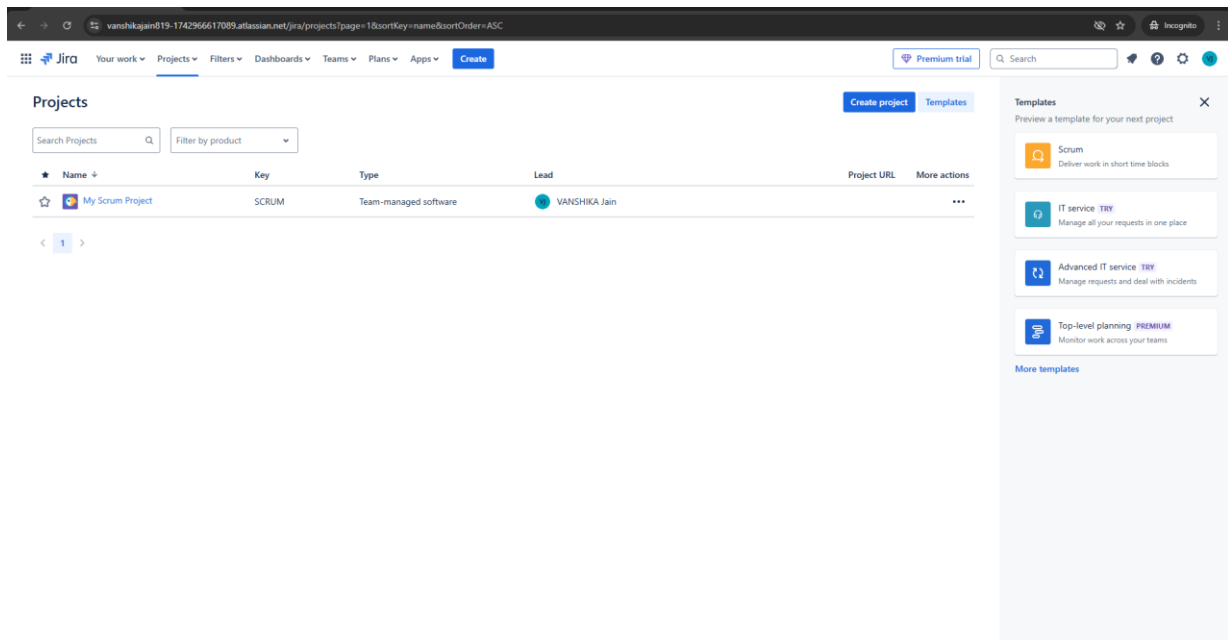 vanshikajain819-1742966617089.atlassian.net/jira/projects?page=1&sortKey=name&sortOrder=ASC
Incognito
Jira Your work Projects Filters Dashboards Teams Plans Apps Create Premium trial Search VJ
Projects
Create project Templates
Search Projects Filter by product
Name Key Type Lead Project URL More actions
My Scrum Project SCRUM Team-managed software VJ VANSHIKA Jain
1
Templates
Preview a template for your next project
Scrum
Deliver work in short time blocks
IT service TRY
Manage all your requests in one place
Advanced IT service TRY
Manage requests and deal with incidents
Top-level planning PREMIUM
Monitor work across your teams
More templates